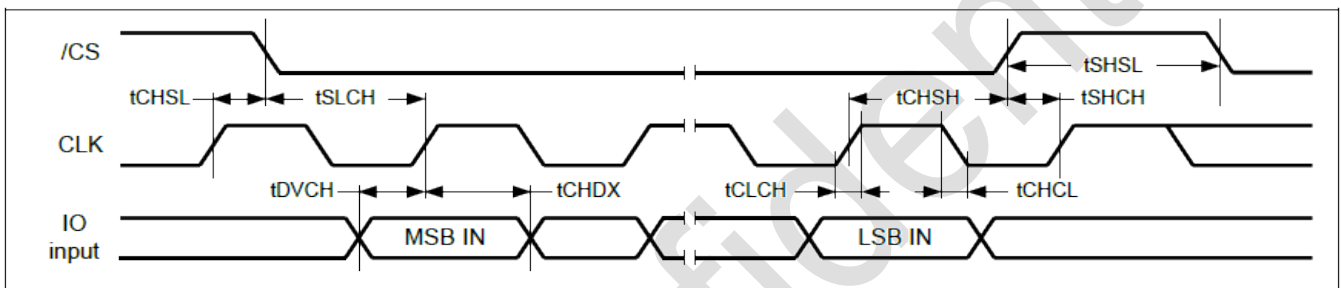 /CS
tSHSL
tCHSL
tSLCH
tCHSH
tSHCH
CLK
tDVCH
tCHDX
tCLCH
tCHCL
IO
input
MSB IN
LSB IN